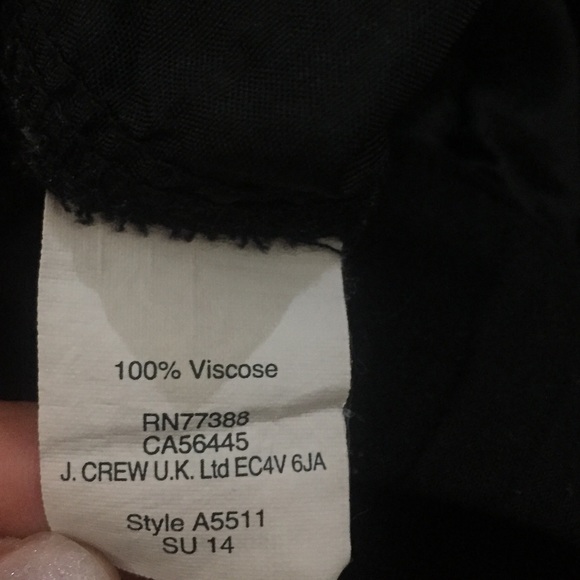 100% Viscose
RN77388
CA56445
J. CREW U.K. Ltd EC4V 6JA
Style A5511
SU 14